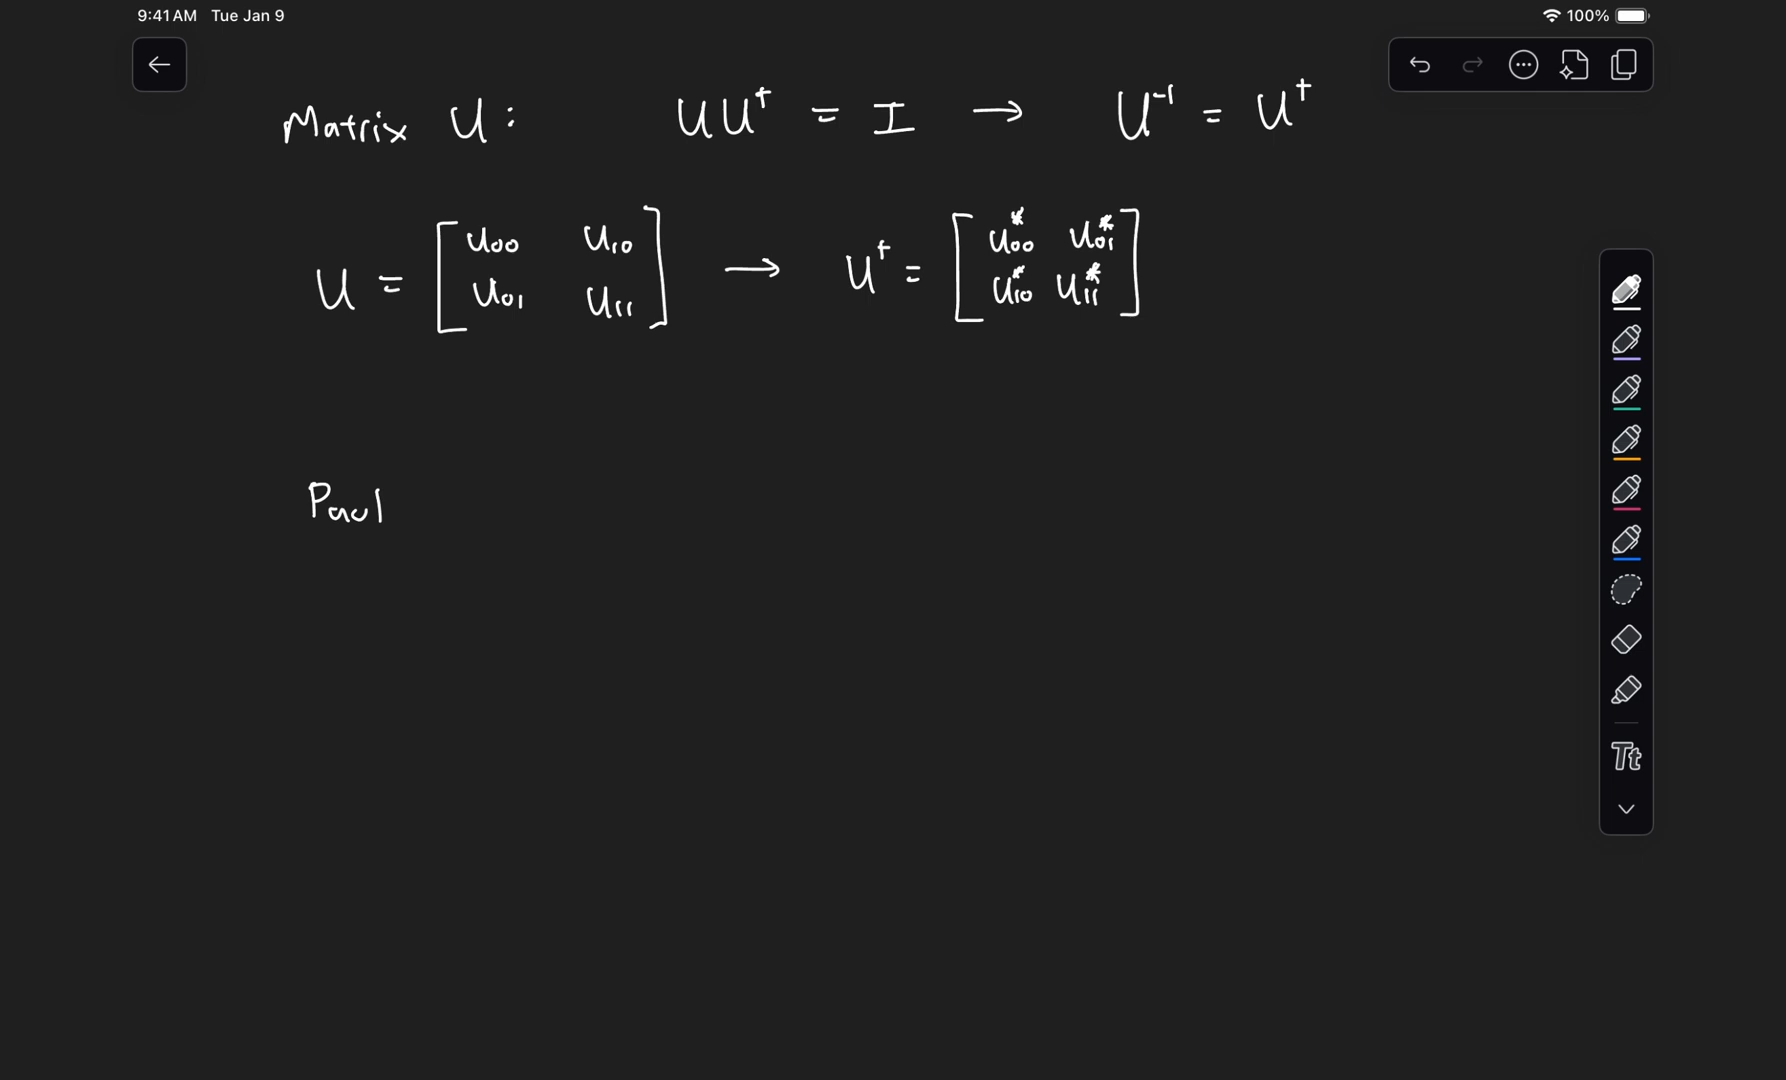 9:41 AM Tue Jan 9
100%
Matrix U: UU† = I → U⁻¹ = U†
U = [u₀₀ u₁₀
u₀₁ u₁₁] → U† = [u₀₀* u₀₁*
u₁₀* u₁₁*]
Paul
Tt